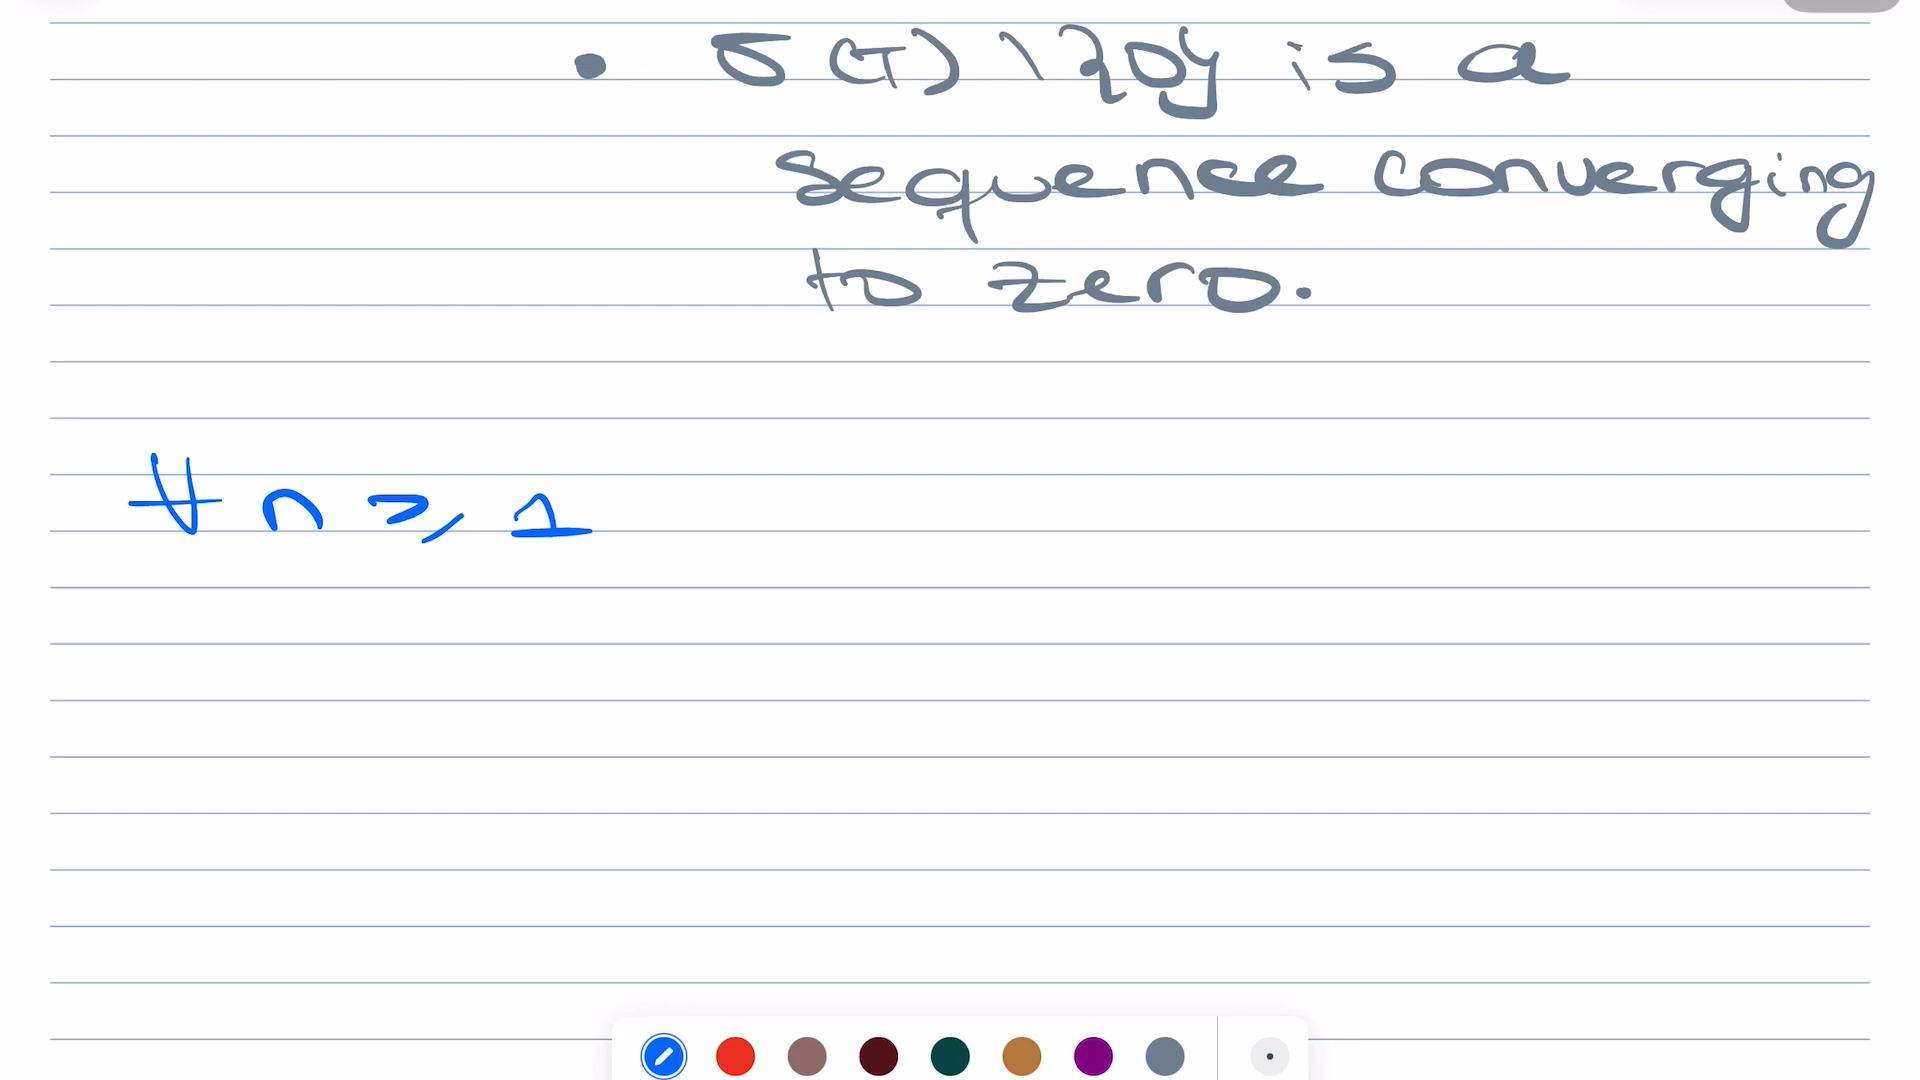 • σ(T) \ {0} is a
sequence converging
to zero.
∀ n ⩾ 1